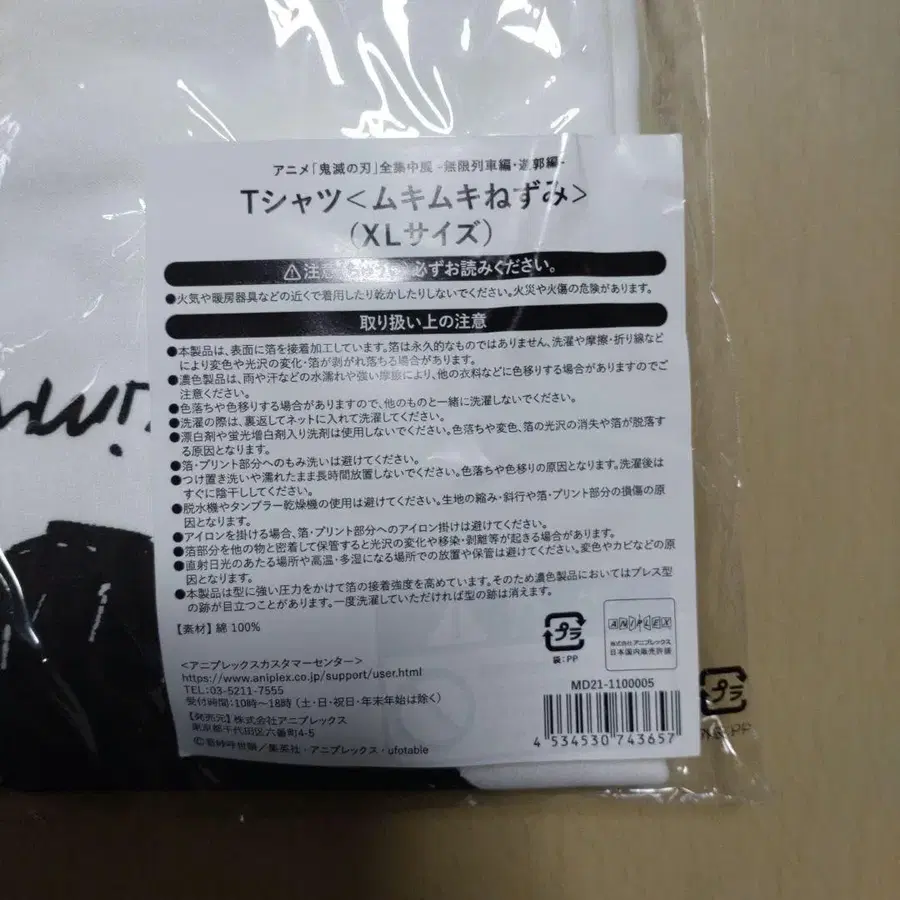 アニメ「鬼滅の刃」全集中展 -無限列車編・遊郭編-
Tシャツ<ムキムキねずみ>
(XLサイズ)
⚠注意 必ずお読みください。
●火気や暖房器具などの近くで着用したり乾かしたりしないでください。火災や火傷の危険があります。
取り扱い上の注意
●本製品は、表面に箔を接着加工しています。箔は永久的なものではありません、洗濯や摩擦・折り線など
により変色や光沢の変化・箔が剥がれ落ちる場合があります。
●濃色製品は、雨や汗などの水濡れや強い摩擦により、他の衣料などに色移りする場合がありますのでご
注意ください。
●色落ちや色移りする場合がありますので、他のものと一緒に洗濯しないでください。
●洗濯の際は、裏返してネットに入れて洗濯してください。
●漂白剤や蛍光増白剤入り洗剤は使用しないでください。色落ちや変色、箔の光沢の消失や箔が脱落す
る原因となります。
●箔・プリント部分へのもみ洗いは避けてください。
●つけ置き洗いや濡れたまま長時間放置しないでください。色落ちや色移りの原因となります。洗濯後は
すぐに陰干ししてください。
●脱水機やタンブラー乾燥機の使用は避けてください。生地の縮み・斜行や箔・プリント部分の損傷の原
因となります。
●アイロンを掛ける場合、箔・プリント部分へのアイロン掛けは避けてください。
●箔部分を他の物と密着して保管すると光沢の変化や移染・剥離等が起きる場合があります。
●直射日光のあたる場所や高温・多湿になる場所での放置や保管は避けてください。変色やカビなどの原
因となります。
●本製品は型に強い圧力をかけて箔の接着強度を高めています。そのため濃色製品においてはプレス型
の跡が目立つことがあります。一度洗濯していただければ型の跡は消えます。
【素材】綿 100%
プラ
袋:PP
ANIPLEX
株式会社アニプレックス
日本国内販売許諾
<アニプレックスカスタマーセンター>
https://www.aniplex.co.jp/support/user.html
TEL:03-5211-7555
受付時間:10時~18時(土・日・祝日・年末年始は除く)
【発売元】株式会社アニプレックス
東京都千代田区六番町4-5
©吾峠呼世晴/集英社・アニプレックス・ufotable
MD21-1100005
4 534530 743657
プラ
PP